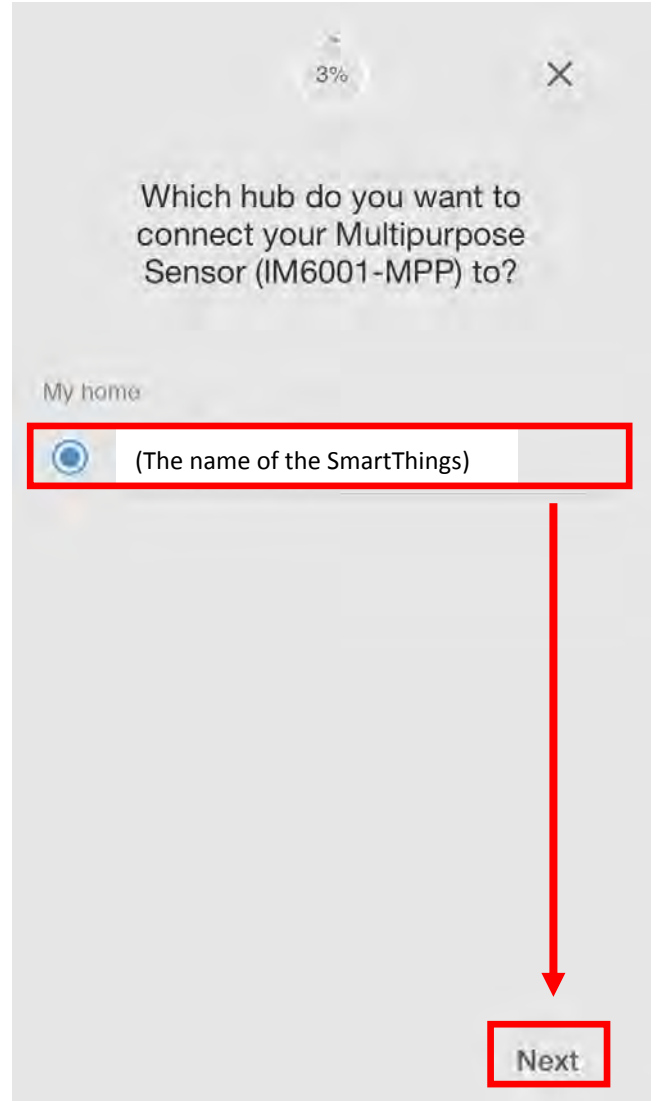 3%
Which hub do you want to
connect your Multipurpose
Sensor (IM6001-MPP) to?
My home
(The name of the SmartThings)
Next